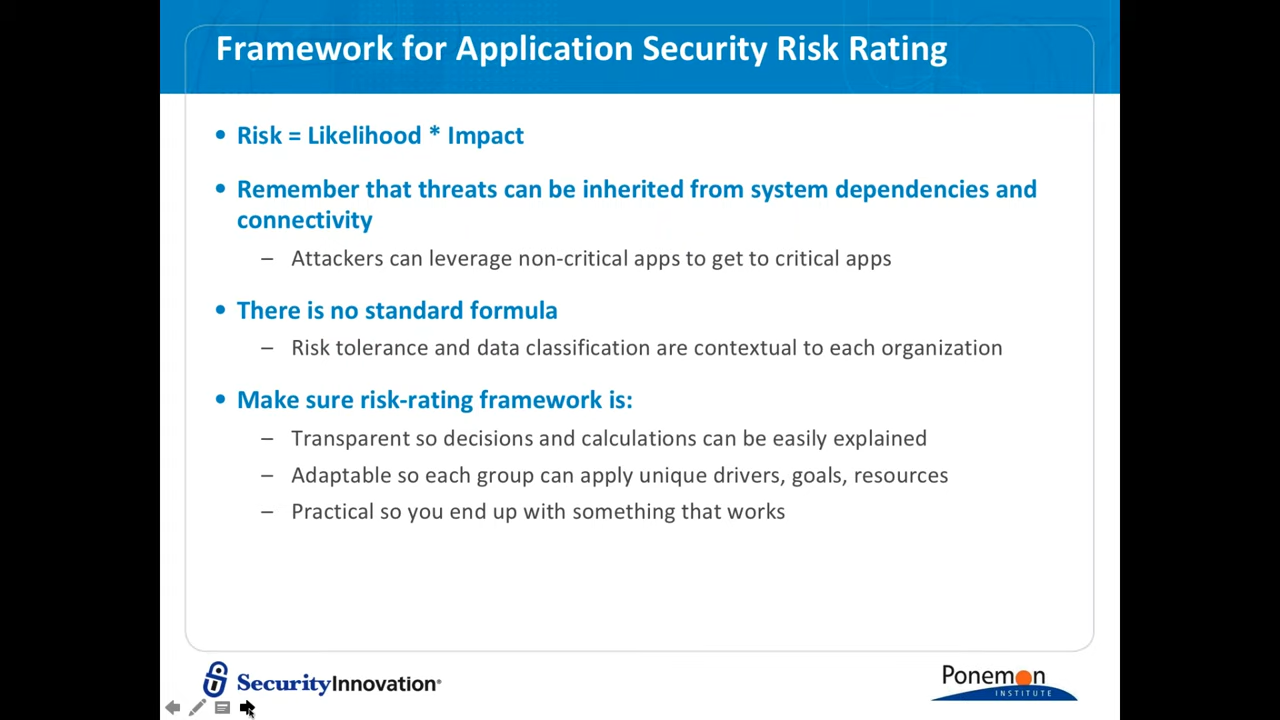 Framework for Application Security Risk Rating
• Risk = Likelihood * Impact
• Remember that threats can be inherited from system dependencies and
connectivity
– Attackers can leverage non-critical apps to get to critical apps
• There is no standard formula
– Risk tolerance and data classification are contextual to each organization
• Make sure risk-rating framework is:
– Transparent so decisions and calculations can be easily explained
– Adaptable so each group can apply unique drivers, goals, resources
– Practical so you end up with something that works
SecurityInnovation®
Ponemon
INSTITUTE